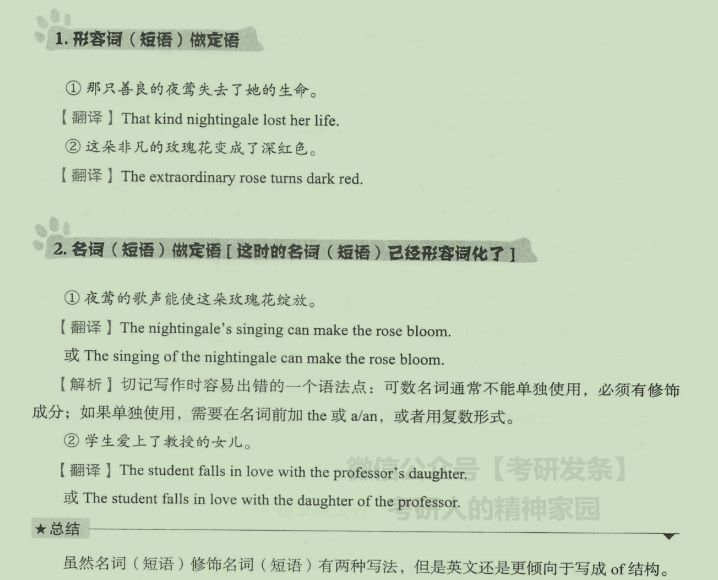 1. 形容词（短语）做定语
① 那只善良的夜莺失去了她的生命。
【翻译】That kind nightingale lost her life.
② 这朵非凡的玫瑰花变成了深红色。
【翻译】The extraordinary rose turns dark red.
2. 名词（短语）做定语 [ 这时的名词（短语）已经形容词化了 ]
① 夜莺的歌声能使这朵玫瑰花绽放。
【翻译】The nightingale's singing can make the rose bloom.
或 The singing of the nightingale can make the rose bloom.
【解析】切记写作时容易出错的一个语法点：可数名词通常不能单独使用，必须有修饰
成分；如果单独使用，需要在名词前加 the 或 a/an，或者用复数形式。
② 学生爱上了教授的女儿。
微信公众号【考研发条】
【翻译】The student falls in love with the professor's daughter.
或 The student falls in love with the daughter of the professor.
考研人的精神家园
★总结
虽然名词（短语）修饰名词（短语）有两种写法，但是英文还是更倾向于写成 of 结构。